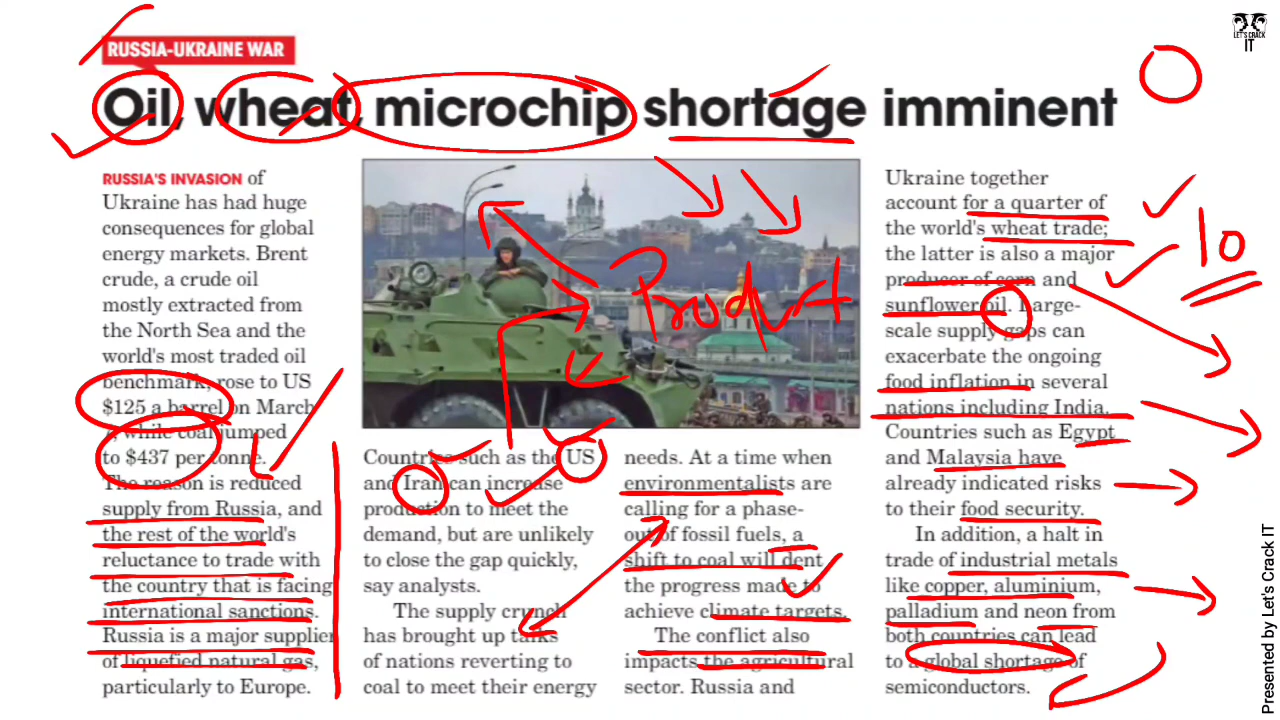 RUSSIA-UKRAINE WAR
LET'S CRACK
IT
Oil, wheat, microchip shortage imminent
RUSSIA'S INVASION of
Ukraine has had huge
consequences for global
energy markets. Brent
crude, a crude oil
mostly extracted from
the North Sea and the
world's most traded oil
benchmark, rose to US
$125 a barrel on March
while coal jumped
to $437 per tonne.
The reason is reduced
supply from Russia, and
the rest of the world's
reluctance to trade with
the country that is facing
international sanctions.
Russia is a major supplier
of liquefied natural gas,
particularly to Europe.
Product
Countries such as the US
and Iran can increase
production to meet the
demand, but are unlikely
to close the gap quickly,
say analysts.
The supply crunch
has brought up talks
of nations reverting to
coal to meet their energy
needs. At a time when
environmentalists are
calling for a phase-
out of fossil fuels, a
shift to coal will dent
the progress made to
achieve climate targets.
The conflict also
impacts the agricultural
sector. Russia and
Ukraine together
account for a quarter of
the world's wheat trade;
the latter is also a major
producer of corn and
sunflower oil. Large-
scale supply gaps can
exacerbate the ongoing
food inflation in several
nations including India.
Countries such as Egypt
and Malaysia have
already indicated risks
to their food security.
In addition, a halt in
trade of industrial metals
like copper, aluminium,
palladium and neon from
both countries can lead
to a global shortage of
semiconductors.
10
Presented by Let's Crack IT